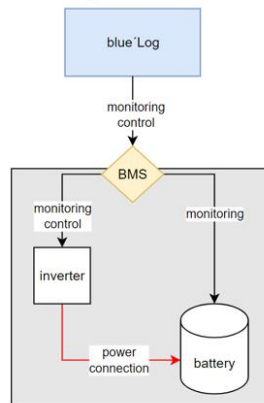 blue´Log
monitoring
control
BMS
monitoring
control
monitoring
inverter
power
connection
battery